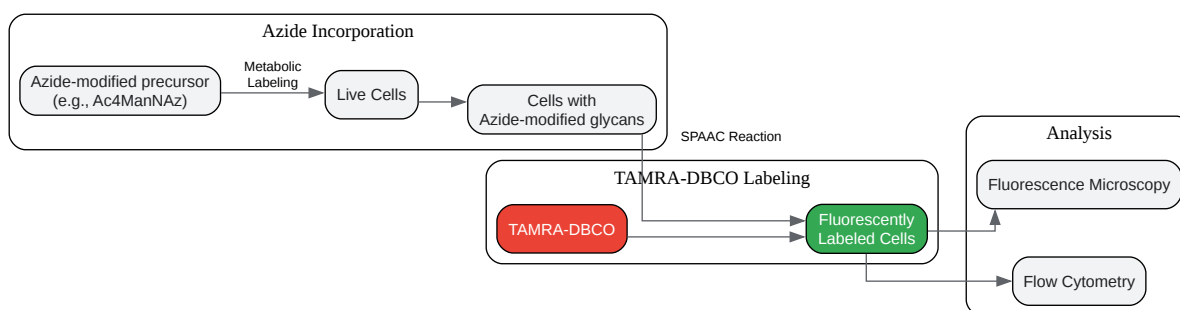 Azide Incorporation
Azide-modified precursor
(e.g., Ac4ManNAz)
Metabolic
Labeling
Live Cells
Cells with
Azide-modified glycans
SPAAC Reaction
TAMRA-DBCO Labeling
TAMRA-DBCO
Fluorescently
Labeled Cells
Analysis
Fluorescence Microscopy
Flow Cytometry